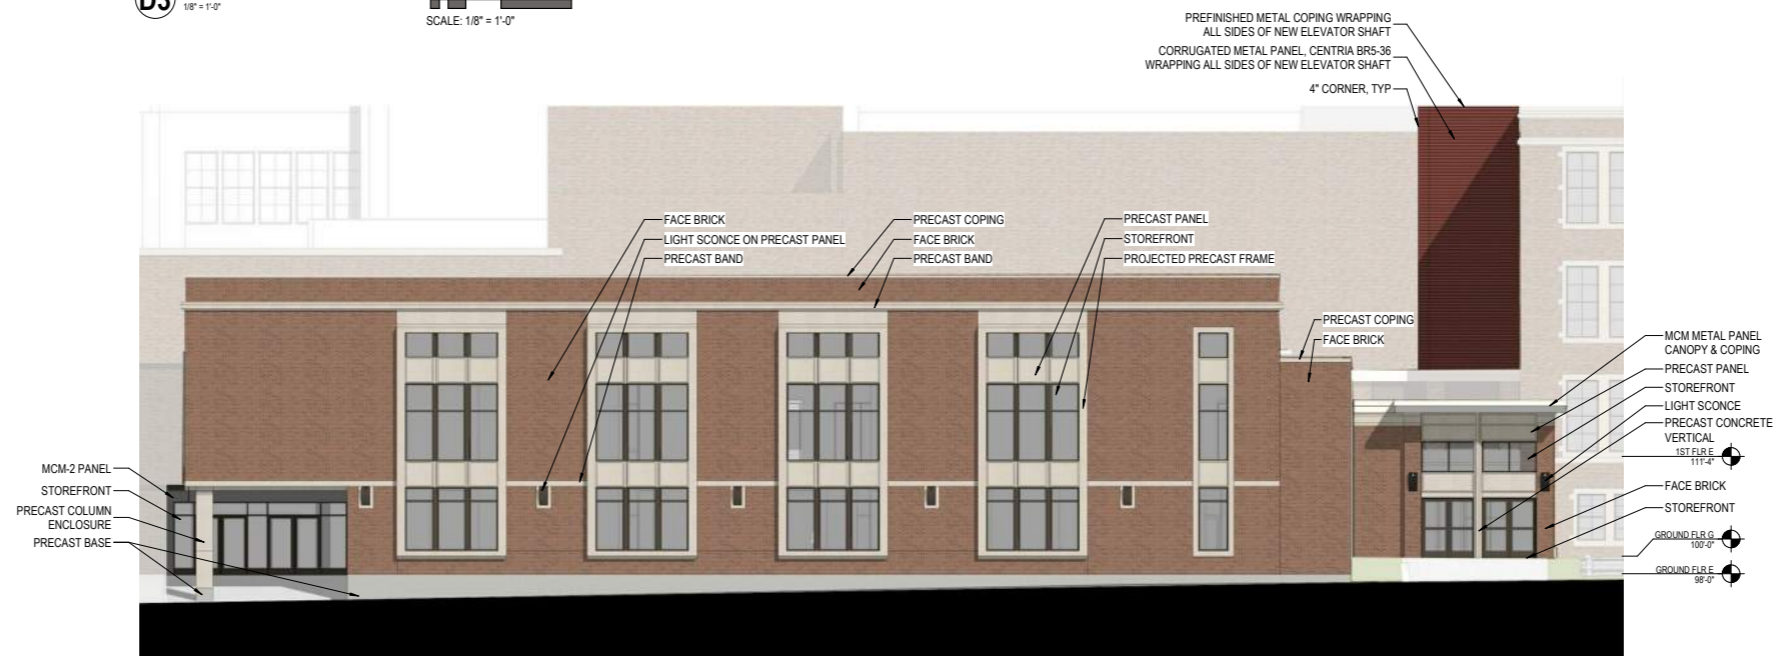 D3
1/8" = 1'-0"
SCALE: 1/8" = 1'-0"
PREFINISHED METAL COPING WRAPPING
ALL SIDES OF NEW ELEVATOR SHAFT
CORRUGATED METAL PANEL, CENTRIA BR5-36
WRAPPING ALL SIDES OF NEW ELEVATOR SHAFT
4" CORNER, TYP
FACE BRICK
LIGHT SCONCE ON PRECAST PANEL
PRECAST BAND
PRECAST COPING
FACE BRICK
PRECAST BAND
PRECAST PANEL
STOREFRONT
PROJECTED PRECAST FRAME
PRECAST COPING
FACE BRICK
MCM METAL PANEL
CANOPY & COPING
PRECAST PANEL
STOREFRONT
LIGHT SCONCE
PRECAST CONCRETE
VERTICAL
1ST FLR E
111'-4"
FACE BRICK
STOREFRONT
GROUND FLR G
100'-0"
GROUND FLR E
98'-0"
MCM-2 PANEL
STOREFRONT
PRECAST COLUMN
ENCLOSURE
PRECAST BASE